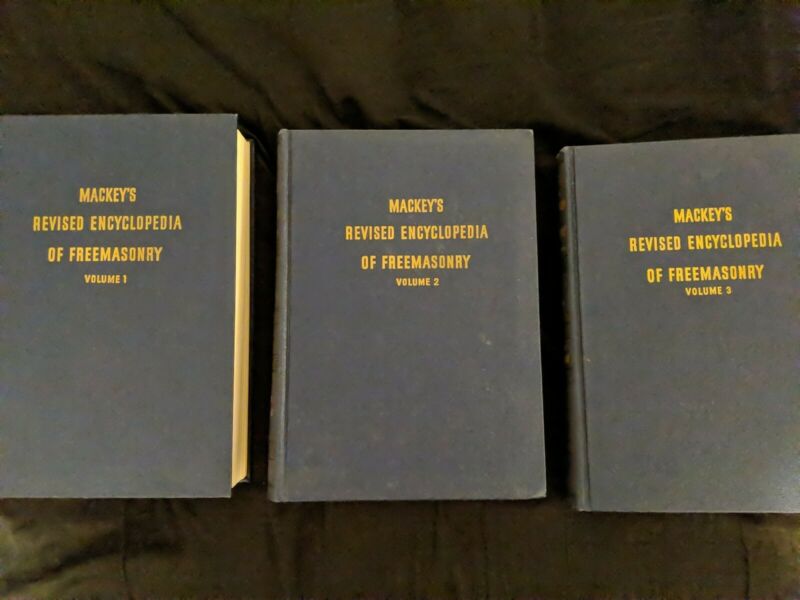 MACKEY'S
REVISED ENCYCLOPEDIA
OF FREEMASONRY
VOLUME 1
MACKEY'S
REVISED ENCYCLOPEDIA
OF FREEMASONRY
VOLUME 2
MACKEY'S
REVISED ENCYCLOPEDIA
OF FREEMASONRY
VOLUME 3